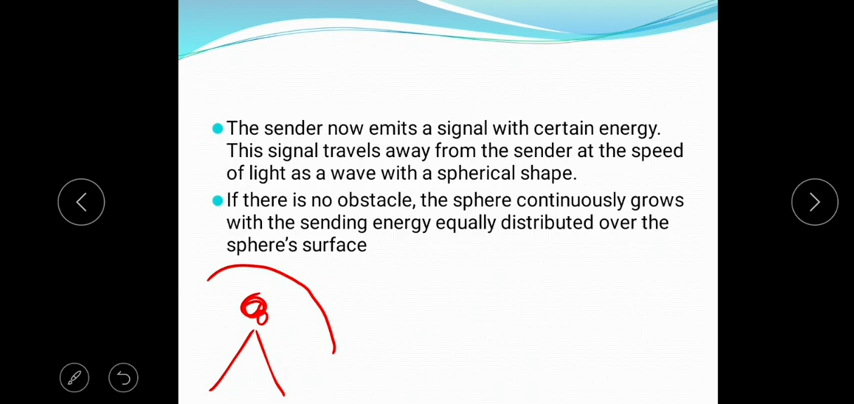 The sender now emits a signal with certain energy.
This signal travels away from the sender at the speed
of light as a wave with a spherical shape.
If there is no obstacle, the sphere continuously grows
with the sending energy equally distributed over the
sphere's surface